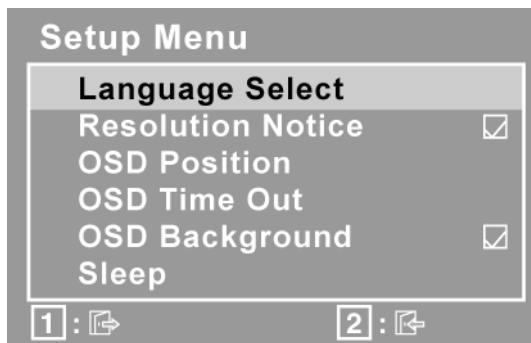 Setup Menu
Language Select
Resolution Notice
OSD Position
OSD Time Out
OSD Background
Sleep
1 : 2 :